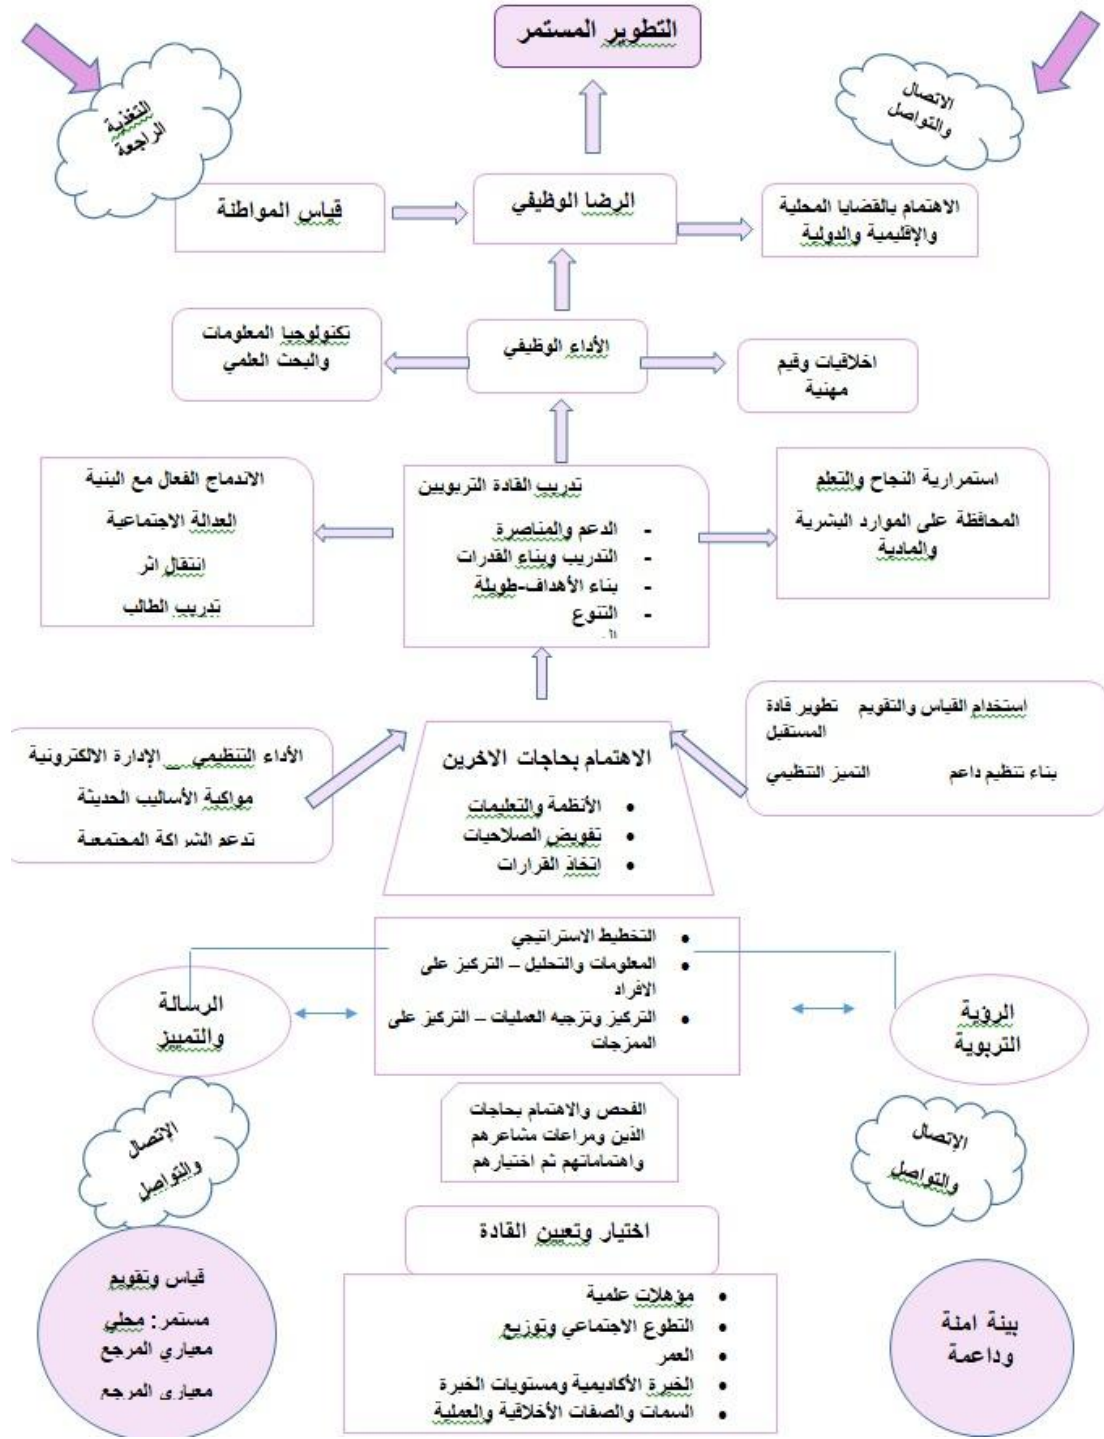 التطوير المستمر
التغذية
الراجعة
الاتصال
والتواصل
قياس المواطنة
الرضا الوظيفي
الاهتمام بالقضايا المحلية
والإقليمية والدولية
تكنولوجيا المعلومات
والبحث العلمي
الأداء الوظيفي
اخلاقيات وقيم
مهنية
الاندماج الفعال مع البنية
العدالة الاجتماعية
انتقال اثر
تدريب الطالب
تدريب القادة التربويين
- الدعم والمناصرة
- التدريب وبناء القدرات
- بناء الأهداف-طويلة
- التنوع
استمرارية النجاح والتعلم
المحافظة على الموارد البشرية
والمادية
الأداء التنظيمي _ الإدارة الالكترونية
مواكبة الأساليب الحديثة
تدعم الشراكة المجتمعية
الاهتمام بحاجات الاخرين
• الأنظمة والتعليمات
• تفويض الصلاحيات
• اتخاذ القرارات
استخدام القياس والتقويم تطوير قادة
المستقبل
بناء تنظيم داعم التميز التنظيمي
• التخطيط الاستراتيجي
• المعلومات والتحليل – التركيز على
الافراد
• التركيز وتزجيه العمليات – التركيز على
الممزجات
الرسالة
والتمييز
الرؤية
التربوية
الفحص والاهتمام بحاجات
الذين ومراعات مشاعرهم
واهتماماتهم ثم اختيارهم
الإتصال
والتواصل
الإتصال
والتواصل
اختيار وتعيين القادة
• مؤهلات علمية
• التطوع الاجتماعي وتوزيع
• العمر
• الخبرة الأكاديمية ومستويات الخبرة
• السمات والصفات الأخلاقية والعملية
قياس وتقويم
مستمر: محلي
معياري المرجع
معياري المرجع
بيئة امنة
وداعمة